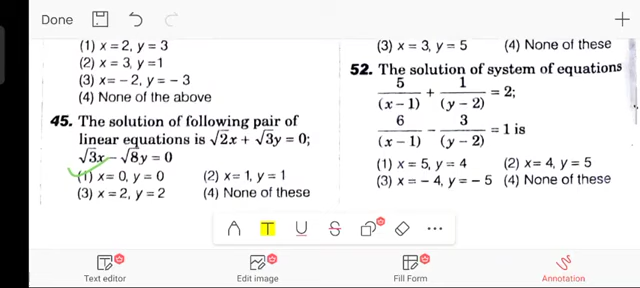 Done
(1) x = 2, y = 3
(2) x = 3, y = 1
(3) x = − 2, y = − 3
(4) None of the above
45. The solution of following pair of
linear equations is √2x + √3y = 0;
√3x − √8y = 0
(1) x = 0, y = 0 (2) x = 1, y = 1
(3) x = 2, y = 2 (4) None of these
(3) x = 3, y = 5 (4) None of these
52. The solution of system of equations
5/(x − 1) + 1/(y − 2) = 2;
6/(x − 1) − 3/(y − 2) = 1 is
(1) x = 5, y = 4 (2) x = 4, y = 5
(3) x = − 4, y = − 5 (4) None of these
T U S
Text editor Edit image Fill Form Annotation